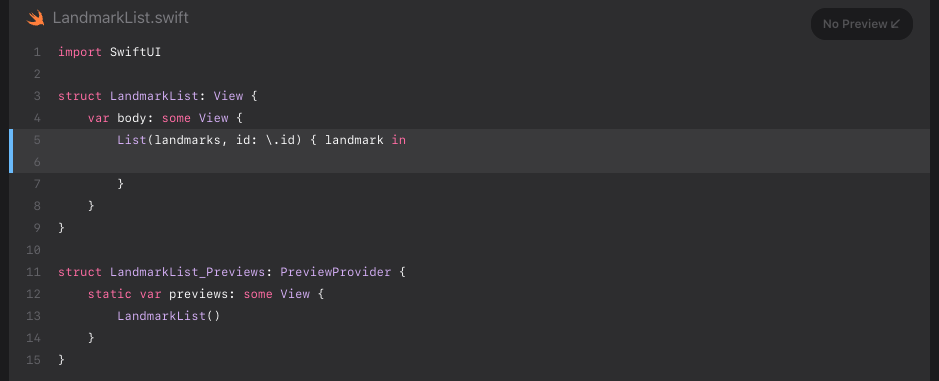 LandmarkList.swift
No Preview
1 import SwiftUI
2
3 struct LandmarkList: View {
4     var body: some View {
5         List(landmarks, id: \.id) { landmark in
6
7         }
8     }
9 }
10
11 struct LandmarkList_Previews: PreviewProvider {
12     static var previews: some View {
13         LandmarkList()
14     }
15 }